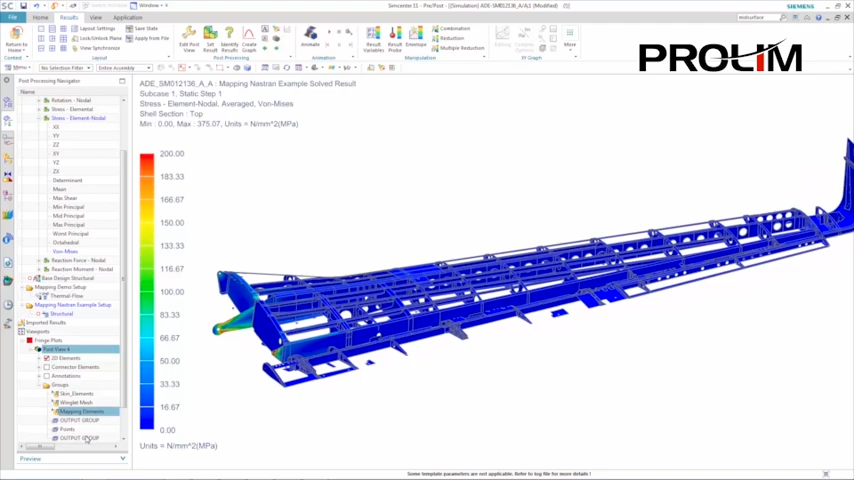 Window
Simcenter 11 - Pre/Post - [(Simulation) ADE-SM012136_A_A.1 (Modified)]
SIEMENS
File Home Results View Application
midsurface
Return to Home
Layout Settings
Lock/Unlock Plane
View Synchronize
Save State
Apply from File
Edit Post View
Set Result
Identify Results
Create Graph
Animate
Result Variables
Result Probe
Envelope
Combination
Reduction
Multiple Reduction
More
Context
Layout
Post Processing
Animation
Manipulation
XY Graph
PROLIM
Menu
No Selection Filter
Entire Assembly
Post Processing Navigator
Name
Rotation - Nodal
Stress - Elemental
Stress - Element-Nodal
XX
YY
ZZ
XY
YZ
ZX
Determinant
Mean
Max Shear
Min Principal
Mid Principal
Max Principal
Worst Principal
Octahedral
Von-Mises
Reaction Force - Nodal
Reaction Moment - Nodal
Base Design Structural
Mapping Demo Setup
Thermal-Flow
Mapping Nastran Example Setup
Structural
Imported Results
Viewports
Fringe Plots
Post View 4
2D Elements
Connector Elements
Annotations
Groups
Skin_Elements
Winglet Mesh
Mapping Elements
OUTPUT GROUP
Points
OUTPUT GROUP
Preview
ADE_SM012136_A_A : Mapping Nastran Example Solved Result
Subcase 1, Static Step 1
Stress - Element-Nodal, Averaged, Von-Mises
Shell Section : Top
Min : 0.00, Max : 375.07, Units = N/mm^2(MPa)
200.00
183.33
166.67
150.00
133.33
116.67
100.00
83.33
66.67
50.00
33.33
16.67
0.00
Units = N/mm^2(MPa)
Some template parameters are not applicable. Refer to log file for more details !